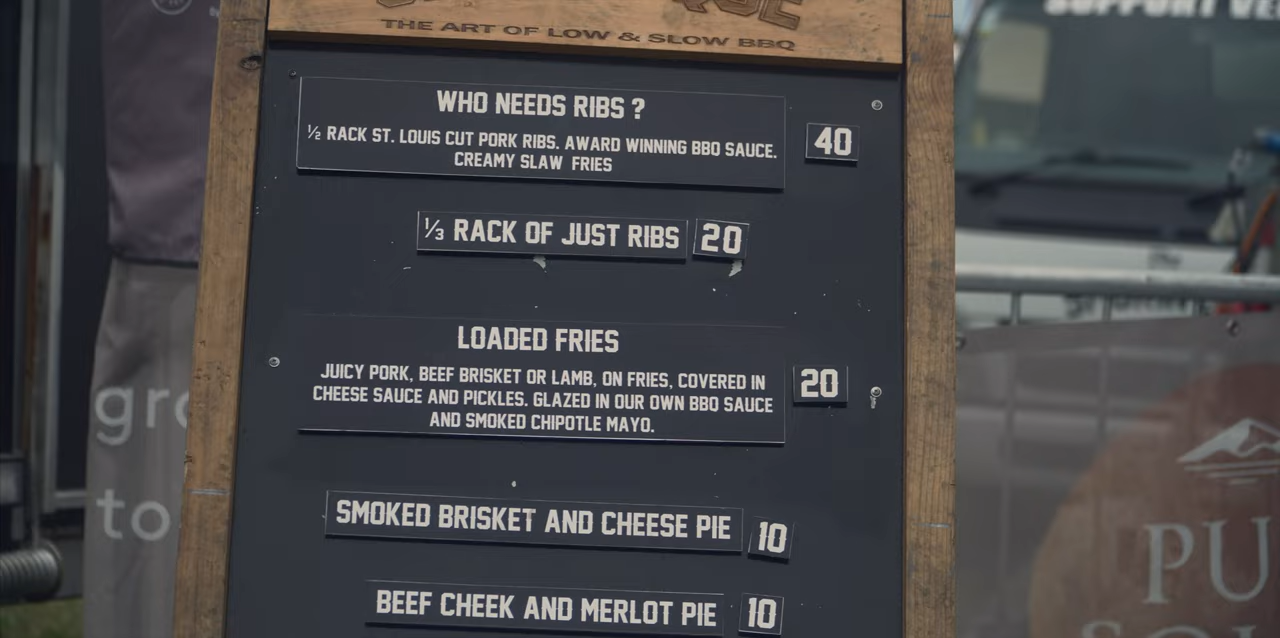 THE ART OF LOW & SLOW BBQ
WHO NEEDS RIBS ?
½ RACK ST. LOUIS CUT PORK RIBS. AWARD WINNING BBQ SAUCE.
CREAMY SLAW FRIES
40
⅓ RACK OF JUST RIBS
20
LOADED FRIES
JUICY PORK, BEEF BRISKET OR LAMB, ON FRIES, COVERED IN
CHEESE SAUCE AND PICKLES. GLAZED IN OUR OWN BBQ SAUCE
AND SMOKED CHIPOTLE MAYO.
20
SMOKED BRISKET AND CHEESE PIE
10
BEEF CHEEK AND MERLOT PIE
10
SUPPORT
to